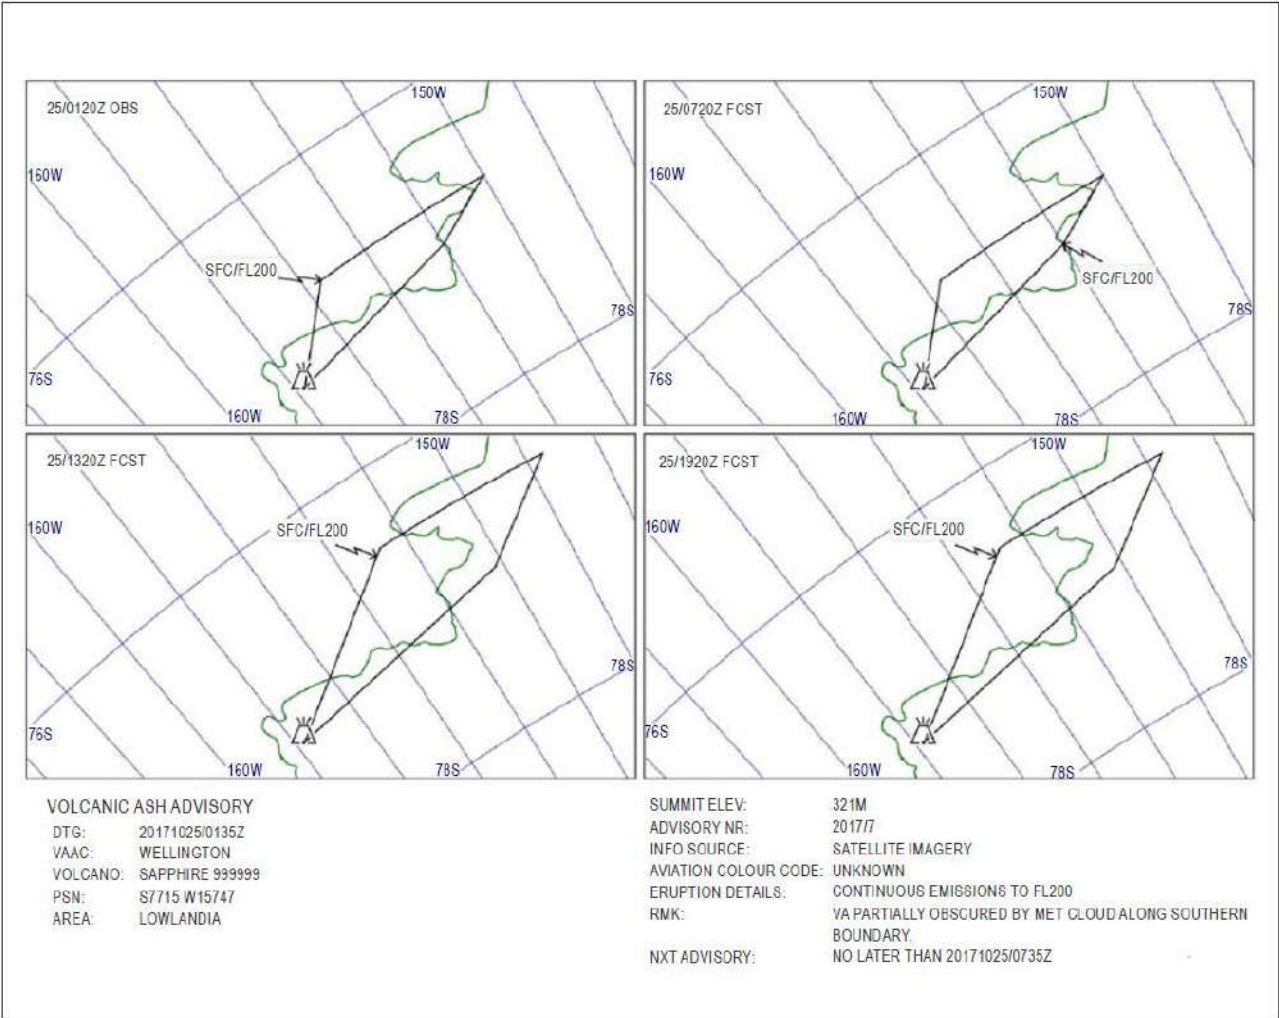 25/0120Z OBS
150W
160W
SFC/FL200
78S
76S
160W
78S
25/0720Z FCST
150W
160W
SFC/FL200
78S
76S
160W
78S
25/1320Z FCST
150W
160W
SFC/FL200
78S
76S
160W
78S
25/1920Z FCST
150W
160W
SFC/FL200
78S
76S
160W
78S
VOLCANIC ASH ADVISORY
DTG: 20171025/0135Z
VAAC: WELLINGTON
VOLCANO: SAPPHIRE 999999
PSN: S7715 W15747
AREA: LOWLANDIA
SUMMIT ELEV: 321M
ADVISORY NR: 2017/7
INFO SOURCE: SATELLITE IMAGERY
AVIATION COLOUR CODE: UNKNOWN
ERUPTION DETAILS: CONTINUOUS EMISSIONS TO FL200
RMK: VA PARTIALLY OBSCURED BY MET CLOUD ALONG SOUTHERN
BOUNDARY.
NXT ADVISORY: NO LATER THAN 20171025/0735Z